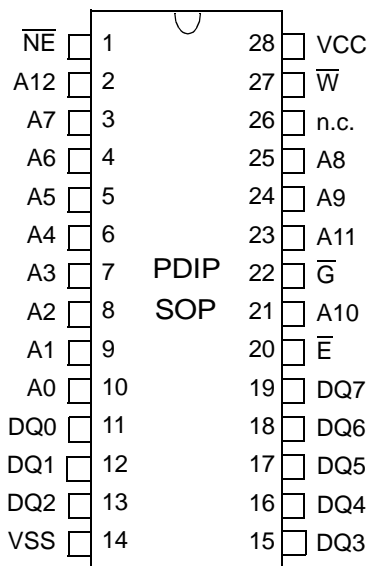 N̅E̅ 1 28 VCC
A12 2 27 W̅
A7 3 26 n.c.
A6 4 25 A8
A5 5 24 A9
A4 6 23 A11
A3 7 PDIP 22 G̅
A2 8 SOP 21 A10
A1 9 20 E̅
A0 10 19 DQ7
DQ0 11 18 DQ6
DQ1 12 17 DQ5
DQ2 13 16 DQ4
VSS 14 15 DQ3